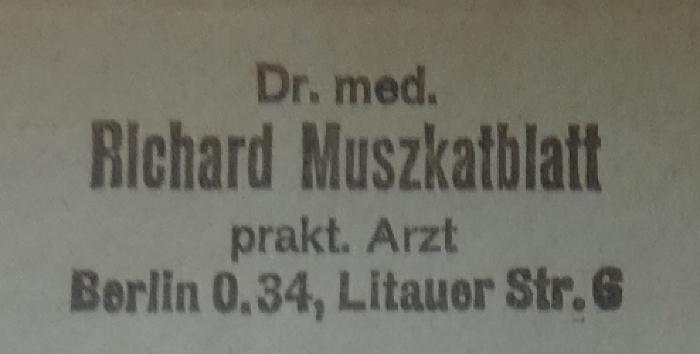 Dr. med.
Richard Muszkatblatt
prakt. Arzt
Berlin O.34, Litauer Str. 6